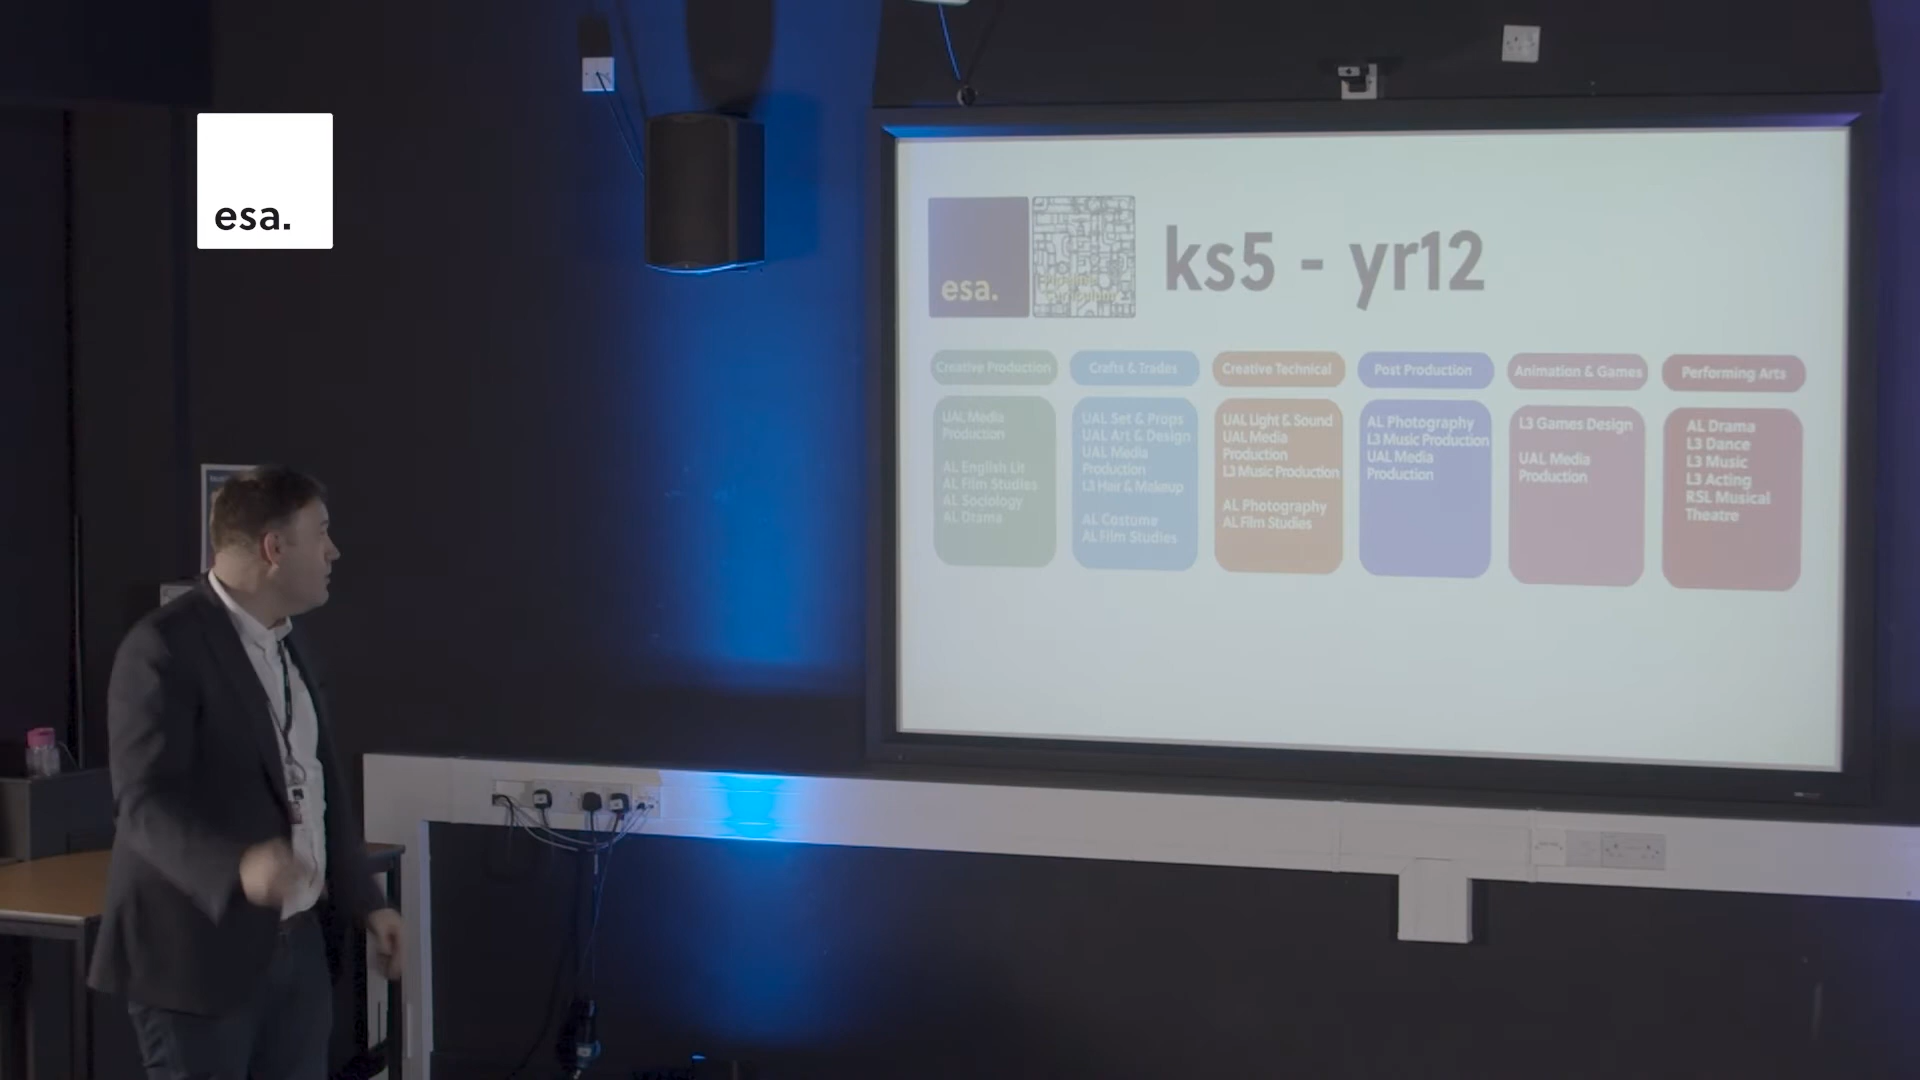 esa.
esa.
ks5 - yr12
Creative Production
UAL Media
Production
AL English Lit
AL Film Studies
AL Sociology
AL Drama
Crafts & Trades
UAL Set & Props
UAL Art & Design
UAL Media
Production
L3 Hair & Makeup
AL Costume
AL Film Studies
Creative Technical
UAL Light & Sound
UAL Media
Production
L3 Music Production
AL Photography
AL Film Studies
Post Production
AL Photography
L3 Music Production
UAL Media
Production
Animation & Games
L3 Games Design
UAL Media
Production
Performing Arts
AL Drama
L3 Dance
L3 Music
L3 Acting
RSL Musical
Theatre